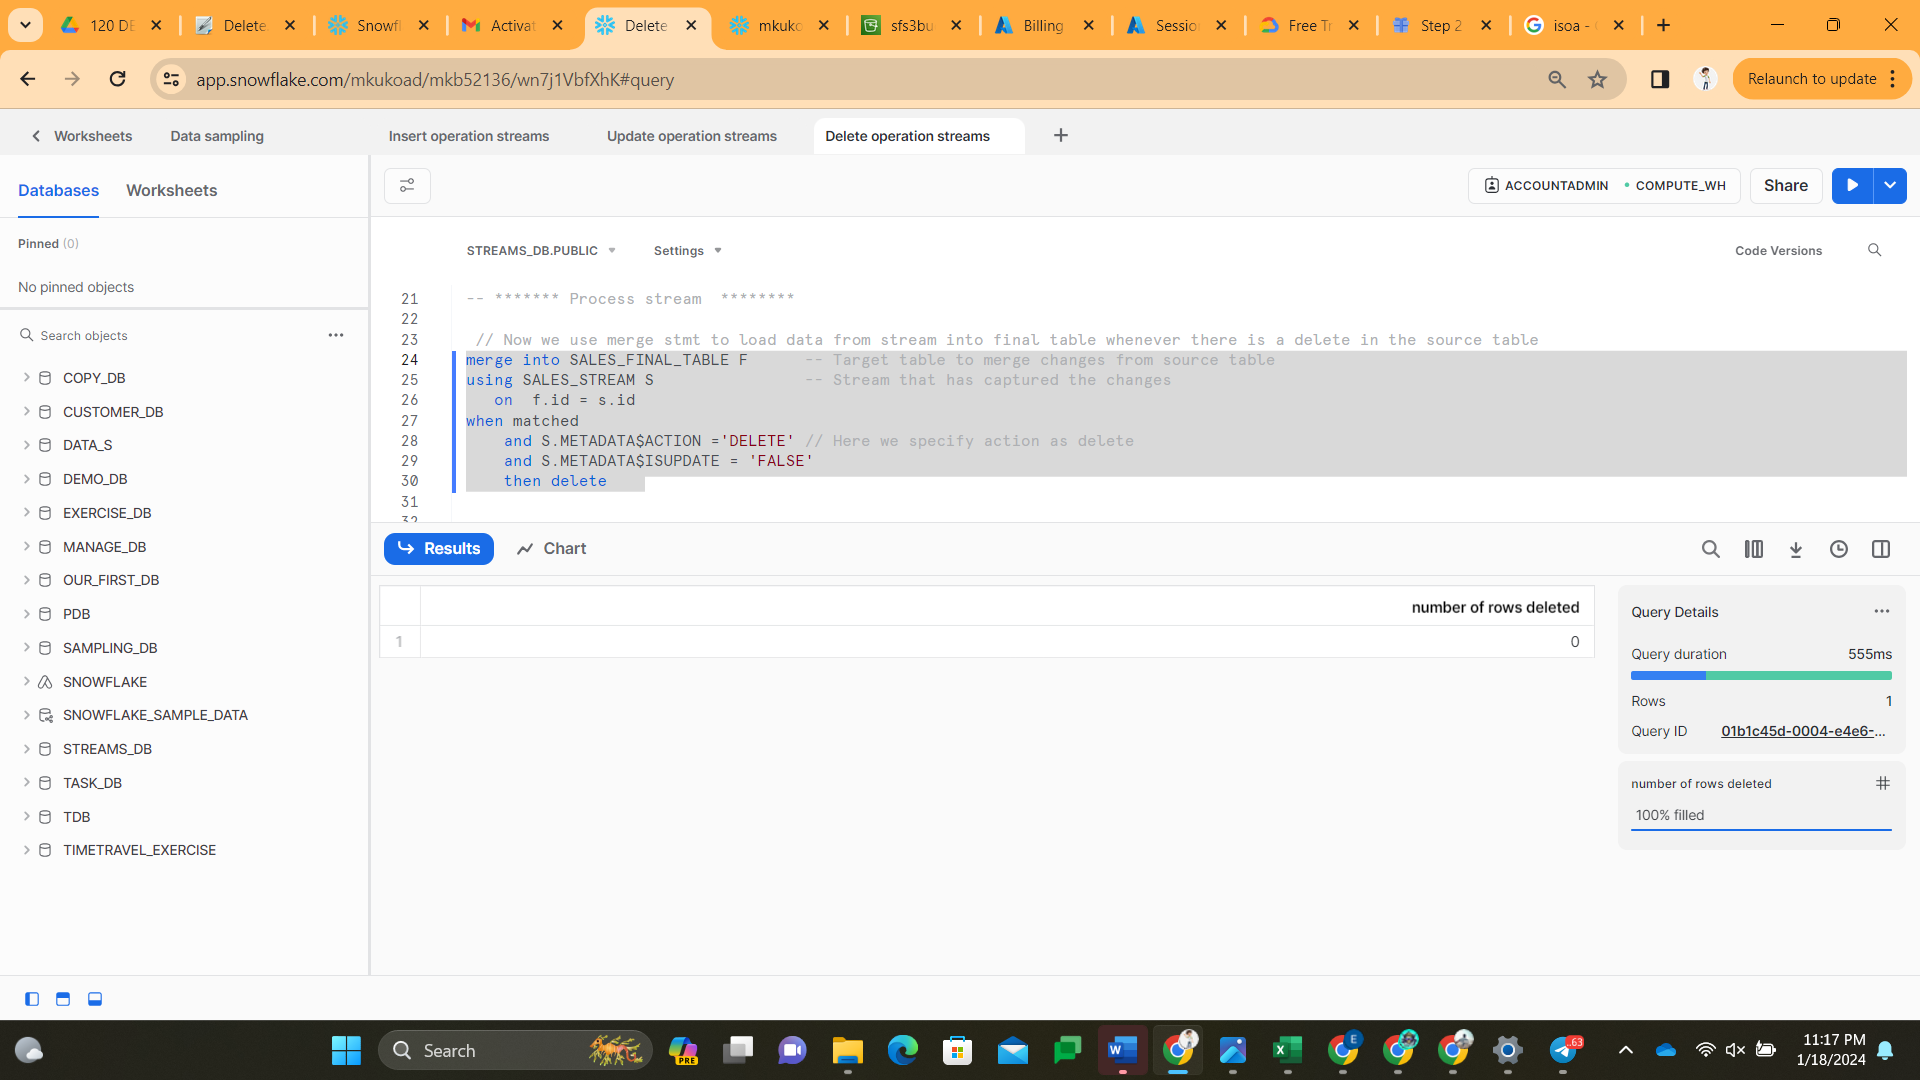 120 DE
Delete.
Snowfl
Activat
Delete
mkuko
sfs3bu
Billing
Sessio
Free Tr
Step 2
isoa -
app.snowflake.com/mkukoad/mkb52136/wn7j1VbfXhK#query
Relaunch to update
Worksheets
Data sampling
Insert operation streams
Update operation streams
Delete operation streams
Databases
Worksheets
ACCOUNTADMIN
COMPUTE_WH
Share
Pinned (0)
No pinned objects
Search objects
COPY_DB
CUSTOMER_DB
DATA_S
DEMO_DB
EXERCISE_DB
MANAGE_DB
OUR_FIRST_DB
PDB
SAMPLING_DB
SNOWFLAKE
SNOWFLAKE_SAMPLE_DATA
STREAMS_DB
TASK_DB
TDB
TIMETRAVEL_EXERCISE
STREAMS_DB.PUBLIC
Settings
Code Versions
21 -- ******* Process stream ********
22
23 // Now we use merge stmt to load data from stream into final table whenever there is a delete in the source table
24 merge into SALES_FINAL_TABLE F -- Target table to merge changes from source table
25 using SALES_STREAM S -- Stream that has captured the changes
26 on f.id = s.id
27 when matched
28 and S.METADATA$ACTION ='DELETE' // Here we specify action as delete
29 and S.METADATA$ISUPDATE = 'FALSE'
30 then delete
31
32
Results
Chart
number of rows deleted
1 0
Query Details
Query duration 555ms
Rows 1
Query ID 01b1c45d-0004-e4e6-...
number of rows deleted
100% filled
Search
PRE
E
.63
11:17 PM
1/18/2024